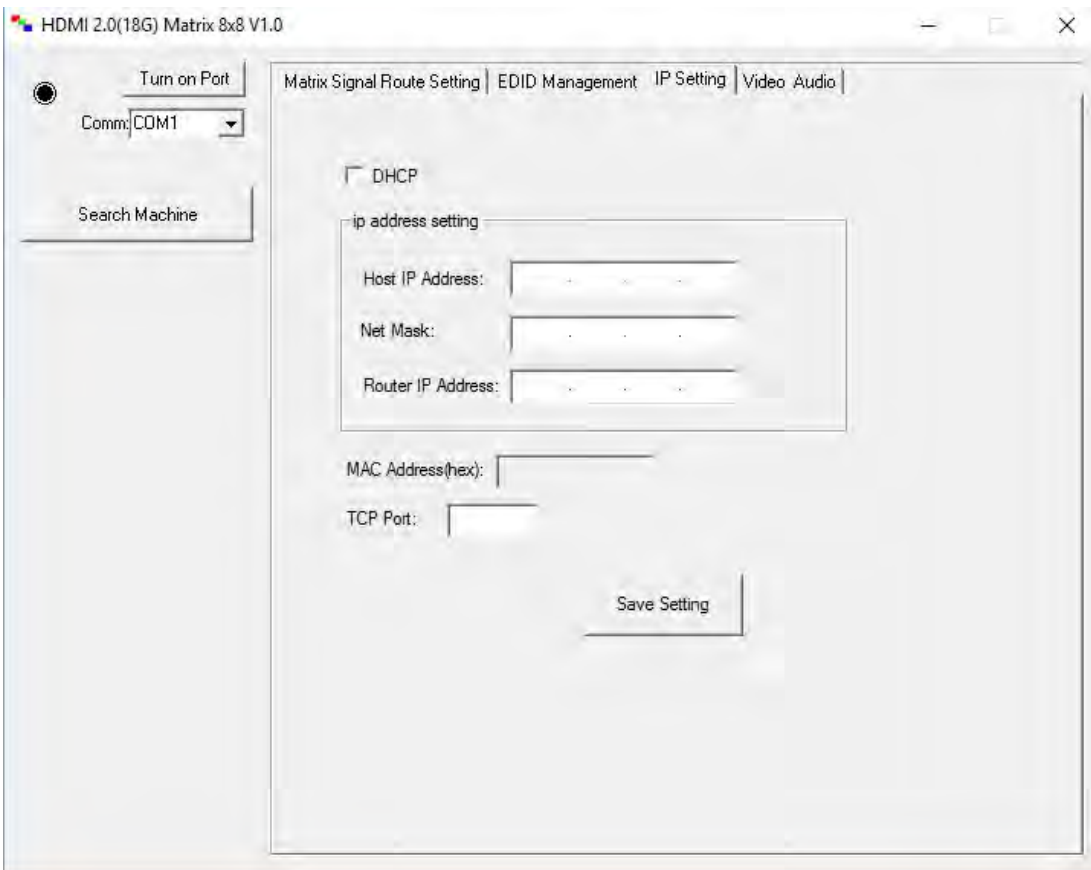 HDMI 2.0(18G) Matrix 8x8 V1.0
Turn on Port
Comm: COM1
Search Machine
Matrix Signal Route Setting EDID Management IP Setting Video Audio
DHCP
ip address setting
Host IP Address:
Net Mask:
Router IP Address:
MAC Address(hex):
TCP Port:
Save Setting